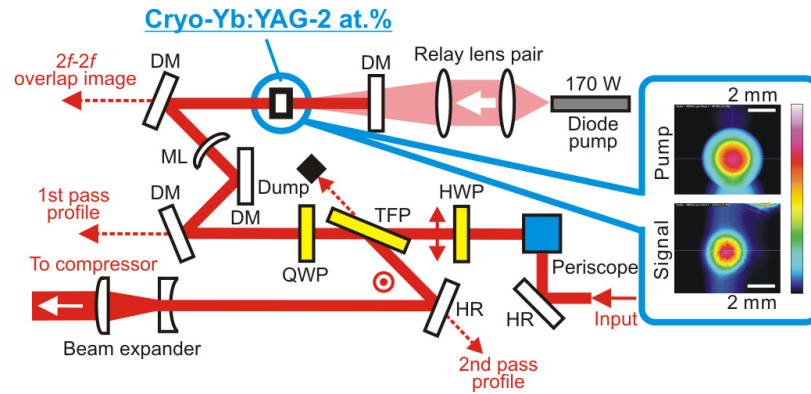 Cryo-Yb:YAG-2 at.%
2f-2f
overlap image
DM
DM
Relay lens pair
170 W
Diode
pump
2 mm
Pump
Signal
2 mm
ML
Dump
DM
1st pass
profile
DM
TFP
HWP
QWP
Periscope
To compressor
HR
HR
Input
Beam expander
2nd pass
profile